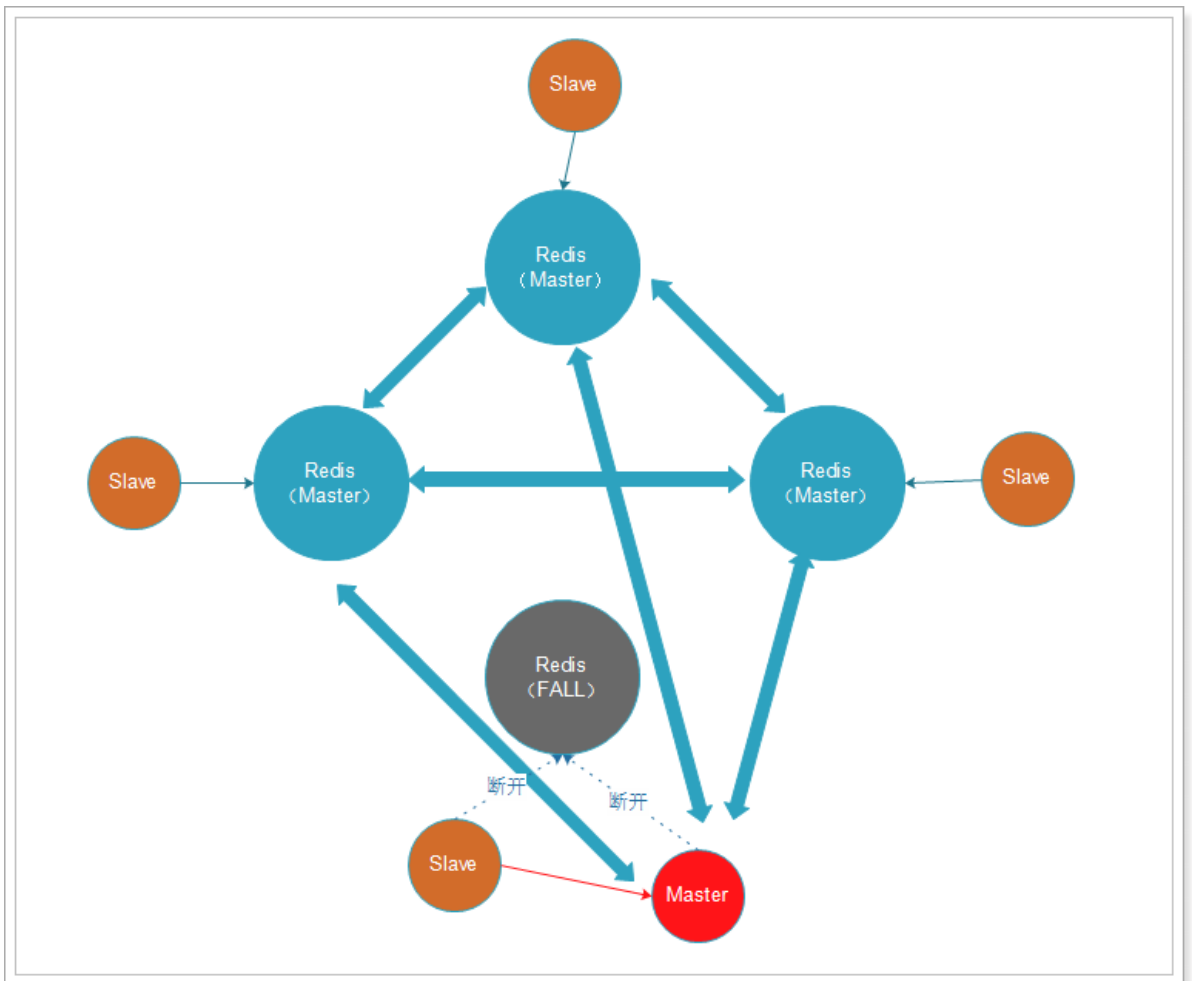 Slave
Redis
（Master）
Redis
（Master）
Redis
（Master）
Slave
Slave
Redis
（FALL）
断开
断开
Slave
Master